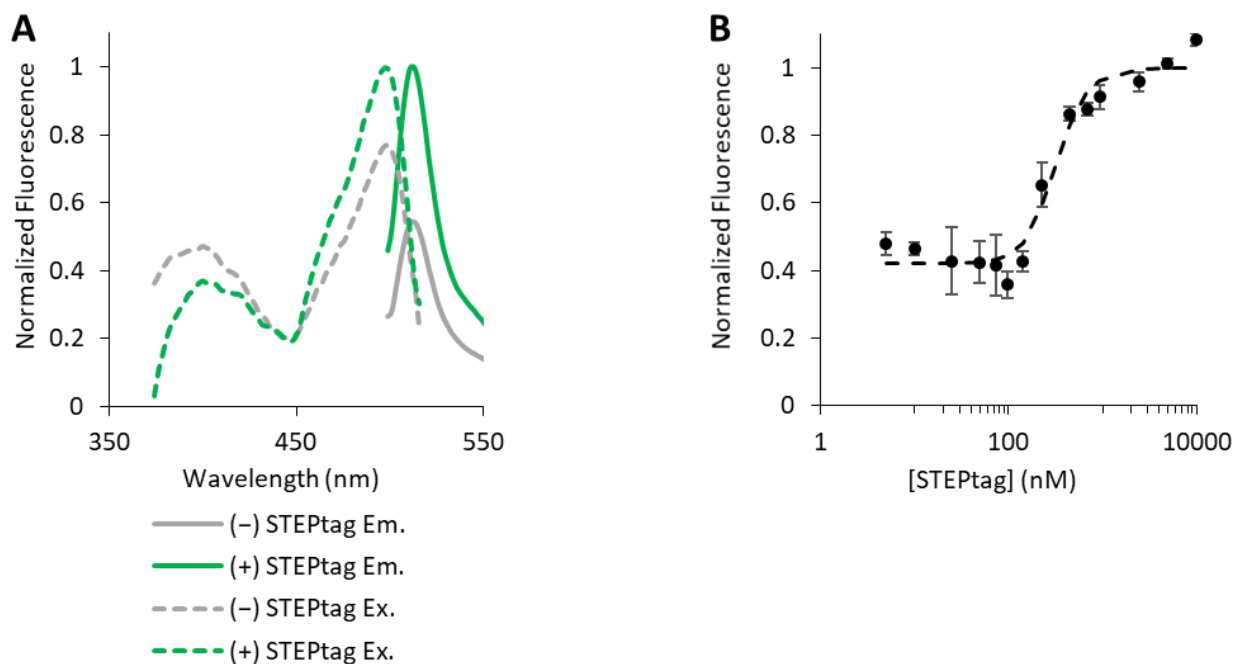 A
Normalized Fluorescence
1
0.8
0.6
0.4
0.2
0
350
450
550
Wavelength (nm)
(−) STEPtag Em.
(+) STEPtag Em.
(−) STEPtag Ex.
(+) STEPtag Ex.
B
Normalized Fluorescence
1
0.8
0.6
0.4
0.2
0
1
100
10000
[STEPtag] (nM)